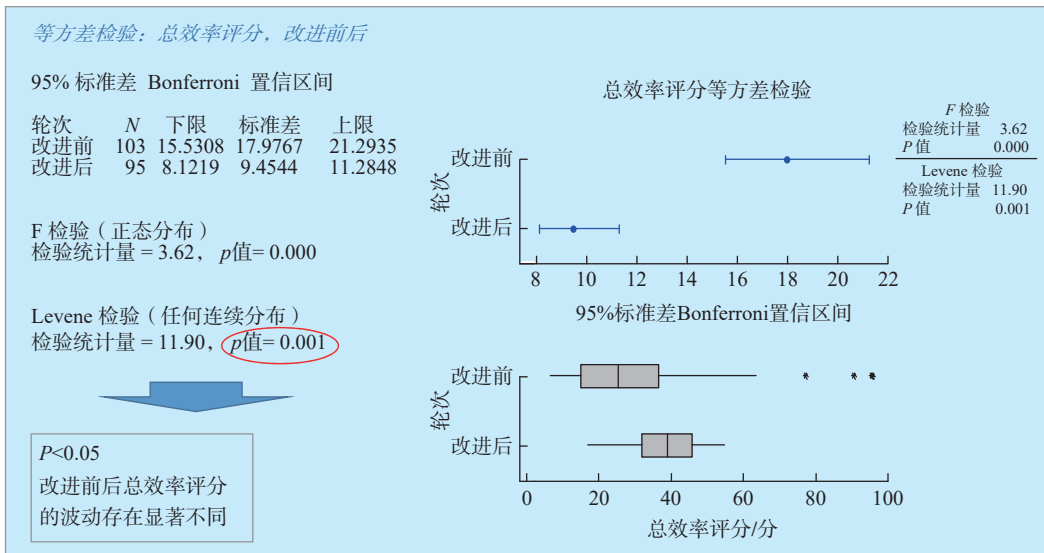 等方差检验：总效率评分，改进前后
95% 标准差 Bonferroni 置信区间
轮次 N 下限 标准差 上限
改进前 103 15.5308 17.9767 21.2935
改进后 95 8.1219 9.4544 11.2848
F 检验（正态分布）
检验统计量 = 3.62，p值= 0.000
Levene 检验（任何连续分布）
检验统计量 = 11.90，p值= 0.001
P<0.05
改进前后总效率评分
的波动存在显著不同
总效率评分等方差检验
轮次
改进前
改进后
8 10 12 14 16 18 20 22
95%标准差Bonferroni置信区间
F 检验
检验统计量 3.62
P 值 0.000
Levene 检验
检验统计量 11.90
P 值 0.001
轮次
改进前
改进后
0 20 40 60 80 100
总效率评分/分